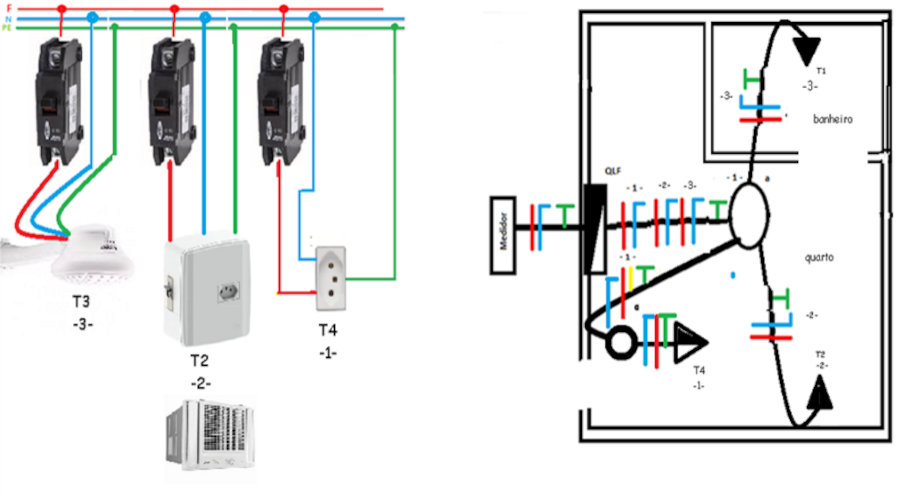 F
N
PE
T3
-3-
T2
-2-
T4
-1-
T1
-3-
-3-
banheiro
QLF
-1-
-2-
-3-
-1-
a
Medidor
-1-
quarto
a
-2-
T2
-2-
T4
-1-